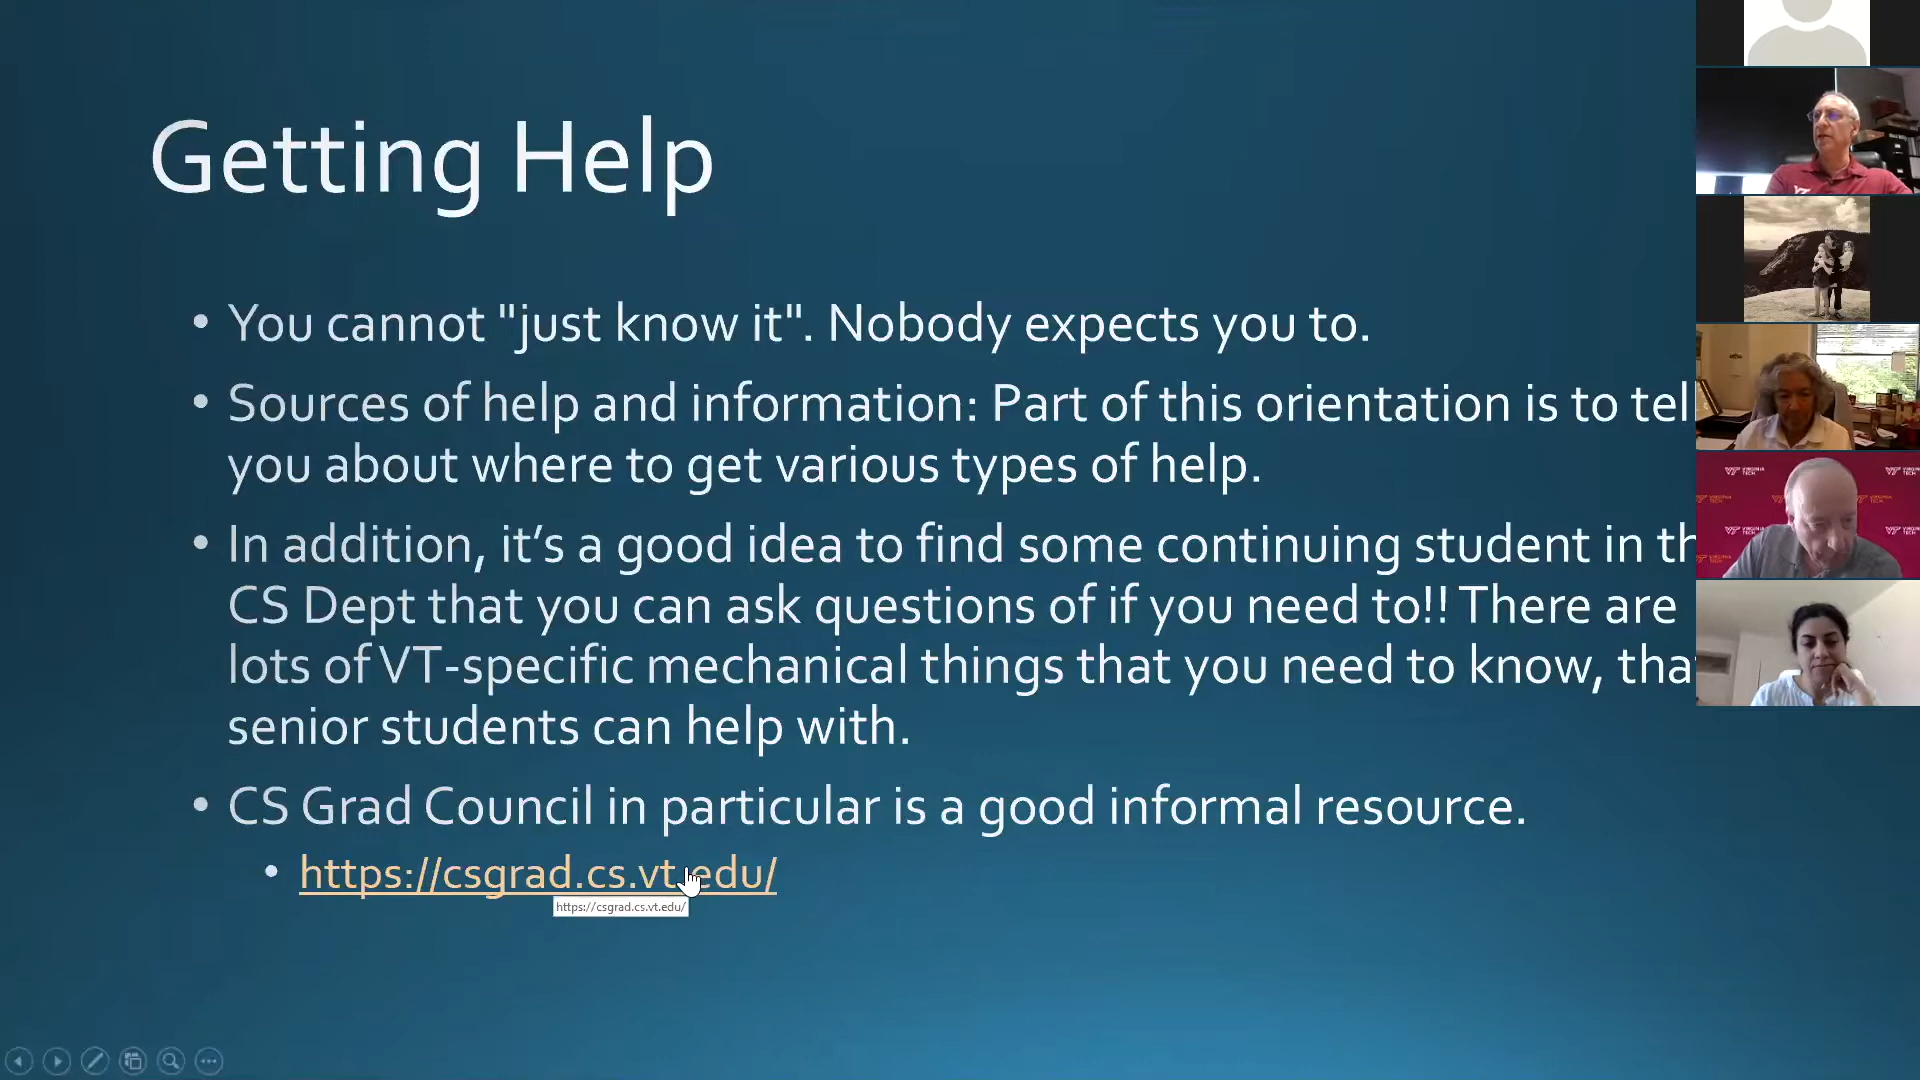 Getting Help
• You cannot "just know it". Nobody expects you to.
• Sources of help and information: Part of this orientation is to tell
you about where to get various types of help.
• In addition, it’s a good idea to find some continuing student in th
CS Dept that you can ask questions of if you need to!! There are
lots of VT-specific mechanical things that you need to know, tha
senior students can help with.
• CS Grad Council in particular is a good informal resource.
• https://csgrad.cs.vt.edu/
https://csgrad.cs.vt.edu/
VIRGINIA TECH